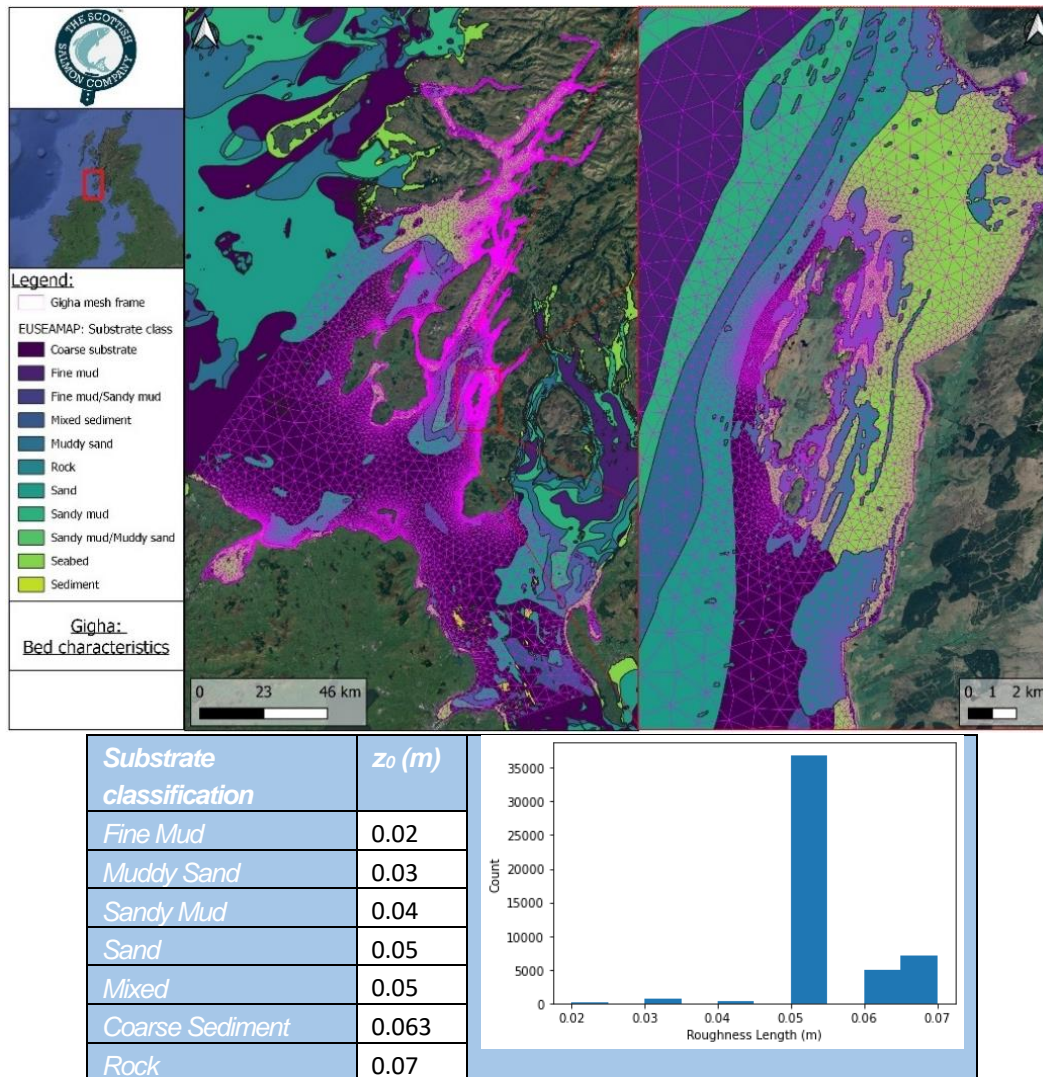 THE SCOTTISH
SALMON COMPANY
Legend:
Gigha mesh frame
EUSEAMAP: Substrate class
Coarse substrate
Fine mud
Fine mud/Sandy mud
Mixed sediment
Muddy sand
Rock
Sand
Sandy mud
Sandy mud/Muddy sand
Seabed
Sediment
Gigha:
Bed characteristics
0 23 46 km
0 1 2 km
Substrate classification z₀ (m)
Fine Mud 0.02
Muddy Sand 0.03
Sandy Mud 0.04
Sand 0.05
Mixed 0.05
Coarse Sediment 0.063
Rock 0.07
35000
30000
25000
20000
15000
10000
5000
0
Count
0.02 0.03 0.04 0.05 0.06 0.07
Roughness Length (m)